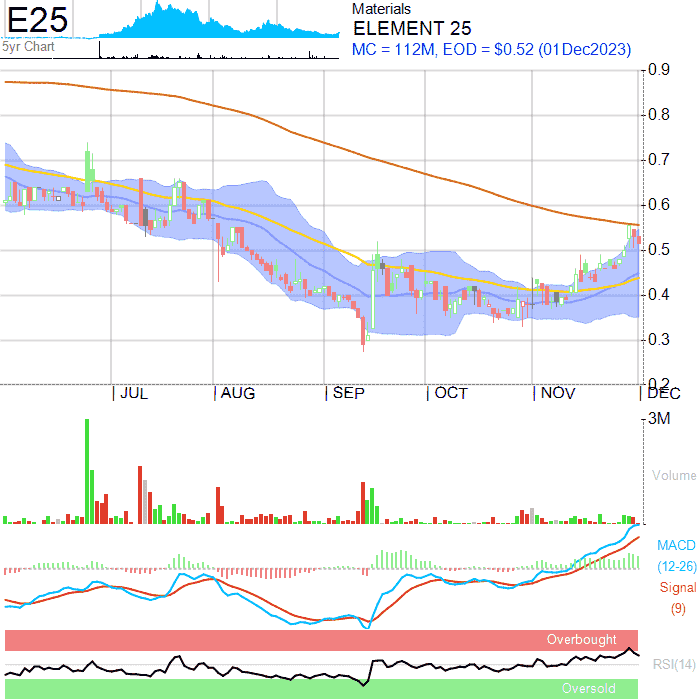 E25
5yr Chart
Materials
ELEMENT 25
MC = 112M, EOD = $0.52 (01Dec2023)
0.9
0.8
0.7
0.6
0.5
0.4
0.3
0.2
JUL AUG SEP OCT NOV DEC
3M
Volume
MACD
(12-26)
Signal
(9)
Overbought
RSI(14)
Oversold